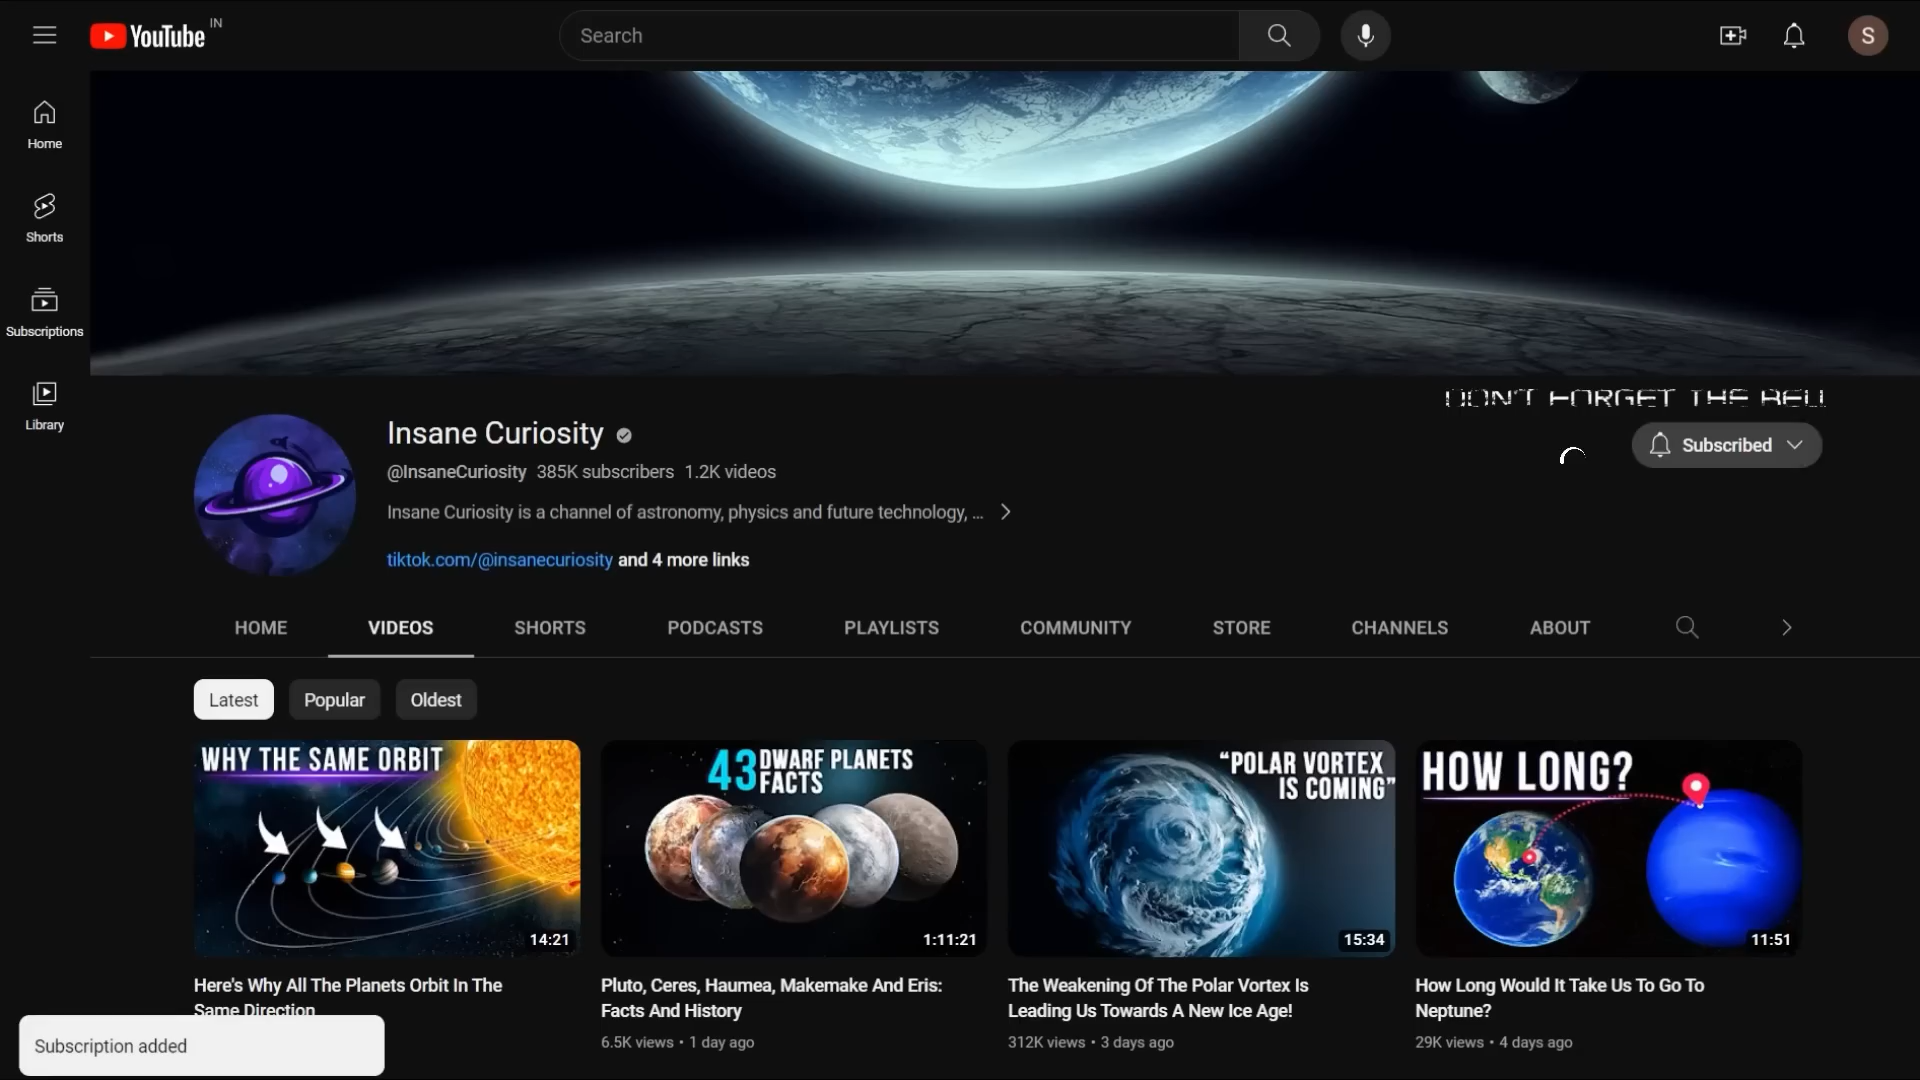 YouTube IN
Search
S
Home
Shorts
Subscriptions
Library
DON'T FORGET THE BELL
Insane Curiosity
@InsaneCuriosity 385K subscribers 1.2K videos
Subscribed
Insane Curiosity is a channel of astronomy, physics and future technology, ...
tiktok.com/@insanecuriosity and 4 more links
HOME VIDEOS SHORTS PODCASTS PLAYLISTS COMMUNITY STORE CHANNELS ABOUT
Latest Popular Oldest
WHY THE SAME ORBIT
14:21
43 DWARF PLANETS
FACTS
1:11:21
“POLAR VORTEX
IS COMING”
15:34
HOW LONG?
11:51
Here's Why All The Planets Orbit In The
Same Direction
Pluto, Ceres, Haumea, Makemake And Eris:
Facts And History
6.5K views • 1 day ago
The Weakening Of The Polar Vortex Is
Leading Us Towards A New Ice Age!
312K views • 3 days ago
How Long Would It Take Us To Go To
Neptune?
29K views • 4 days ago
Subscription added